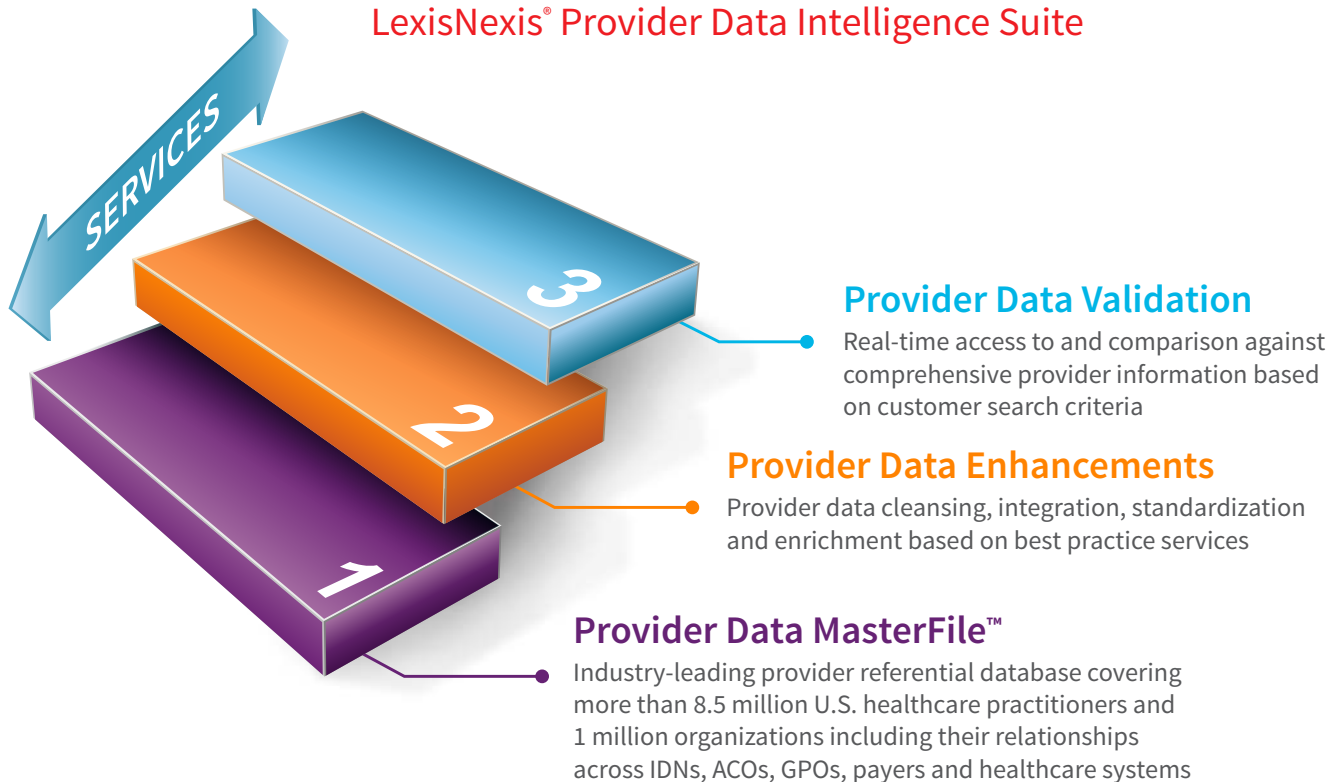 LexisNexis® Provider Data Intelligence Suite
SERVICES
3
Provider Data Validation
Real-time access to and comparison against
comprehensive provider information based
on customer search criteria
2
Provider Data Enhancements
Provider data cleansing, integration, standardization
and enrichment based on best practice services
1
Provider Data MasterFile™
Industry-leading provider referential database covering
more than 8.5 million U.S. healthcare practitioners and
1 million organizations including their relationships
across IDNs, ACOs, GPOs, payers and healthcare systems